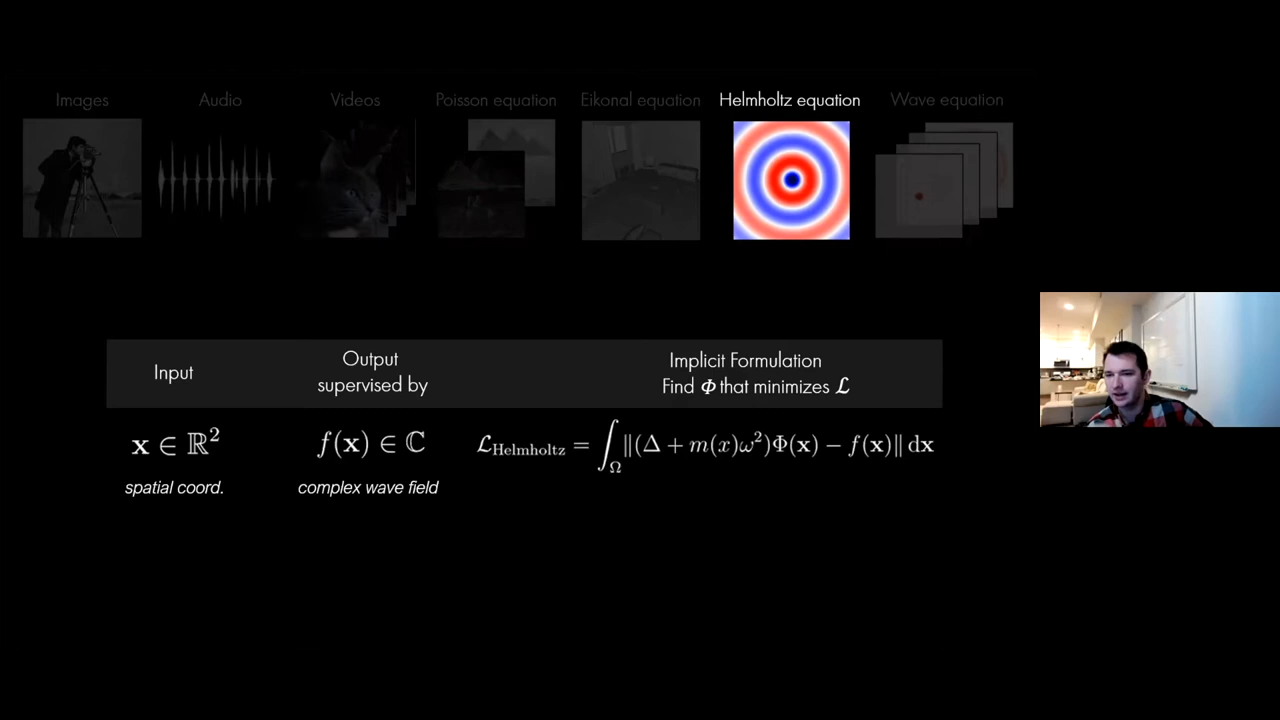 Images Audio Videos Poisson equation Eikonal equation Helmholtz equation Wave equation
Input
Output
supervised by
Implicit Formulation
Find Φ that minimizes ℒ
x ∈ ℝ²
f(x) ∈ ℂ
ℒ_Helmholtz = ∫_Ω ‖(Δ + m(x)ω²)Φ(x) − f(x)‖ dx
spatial coord.
complex wave field